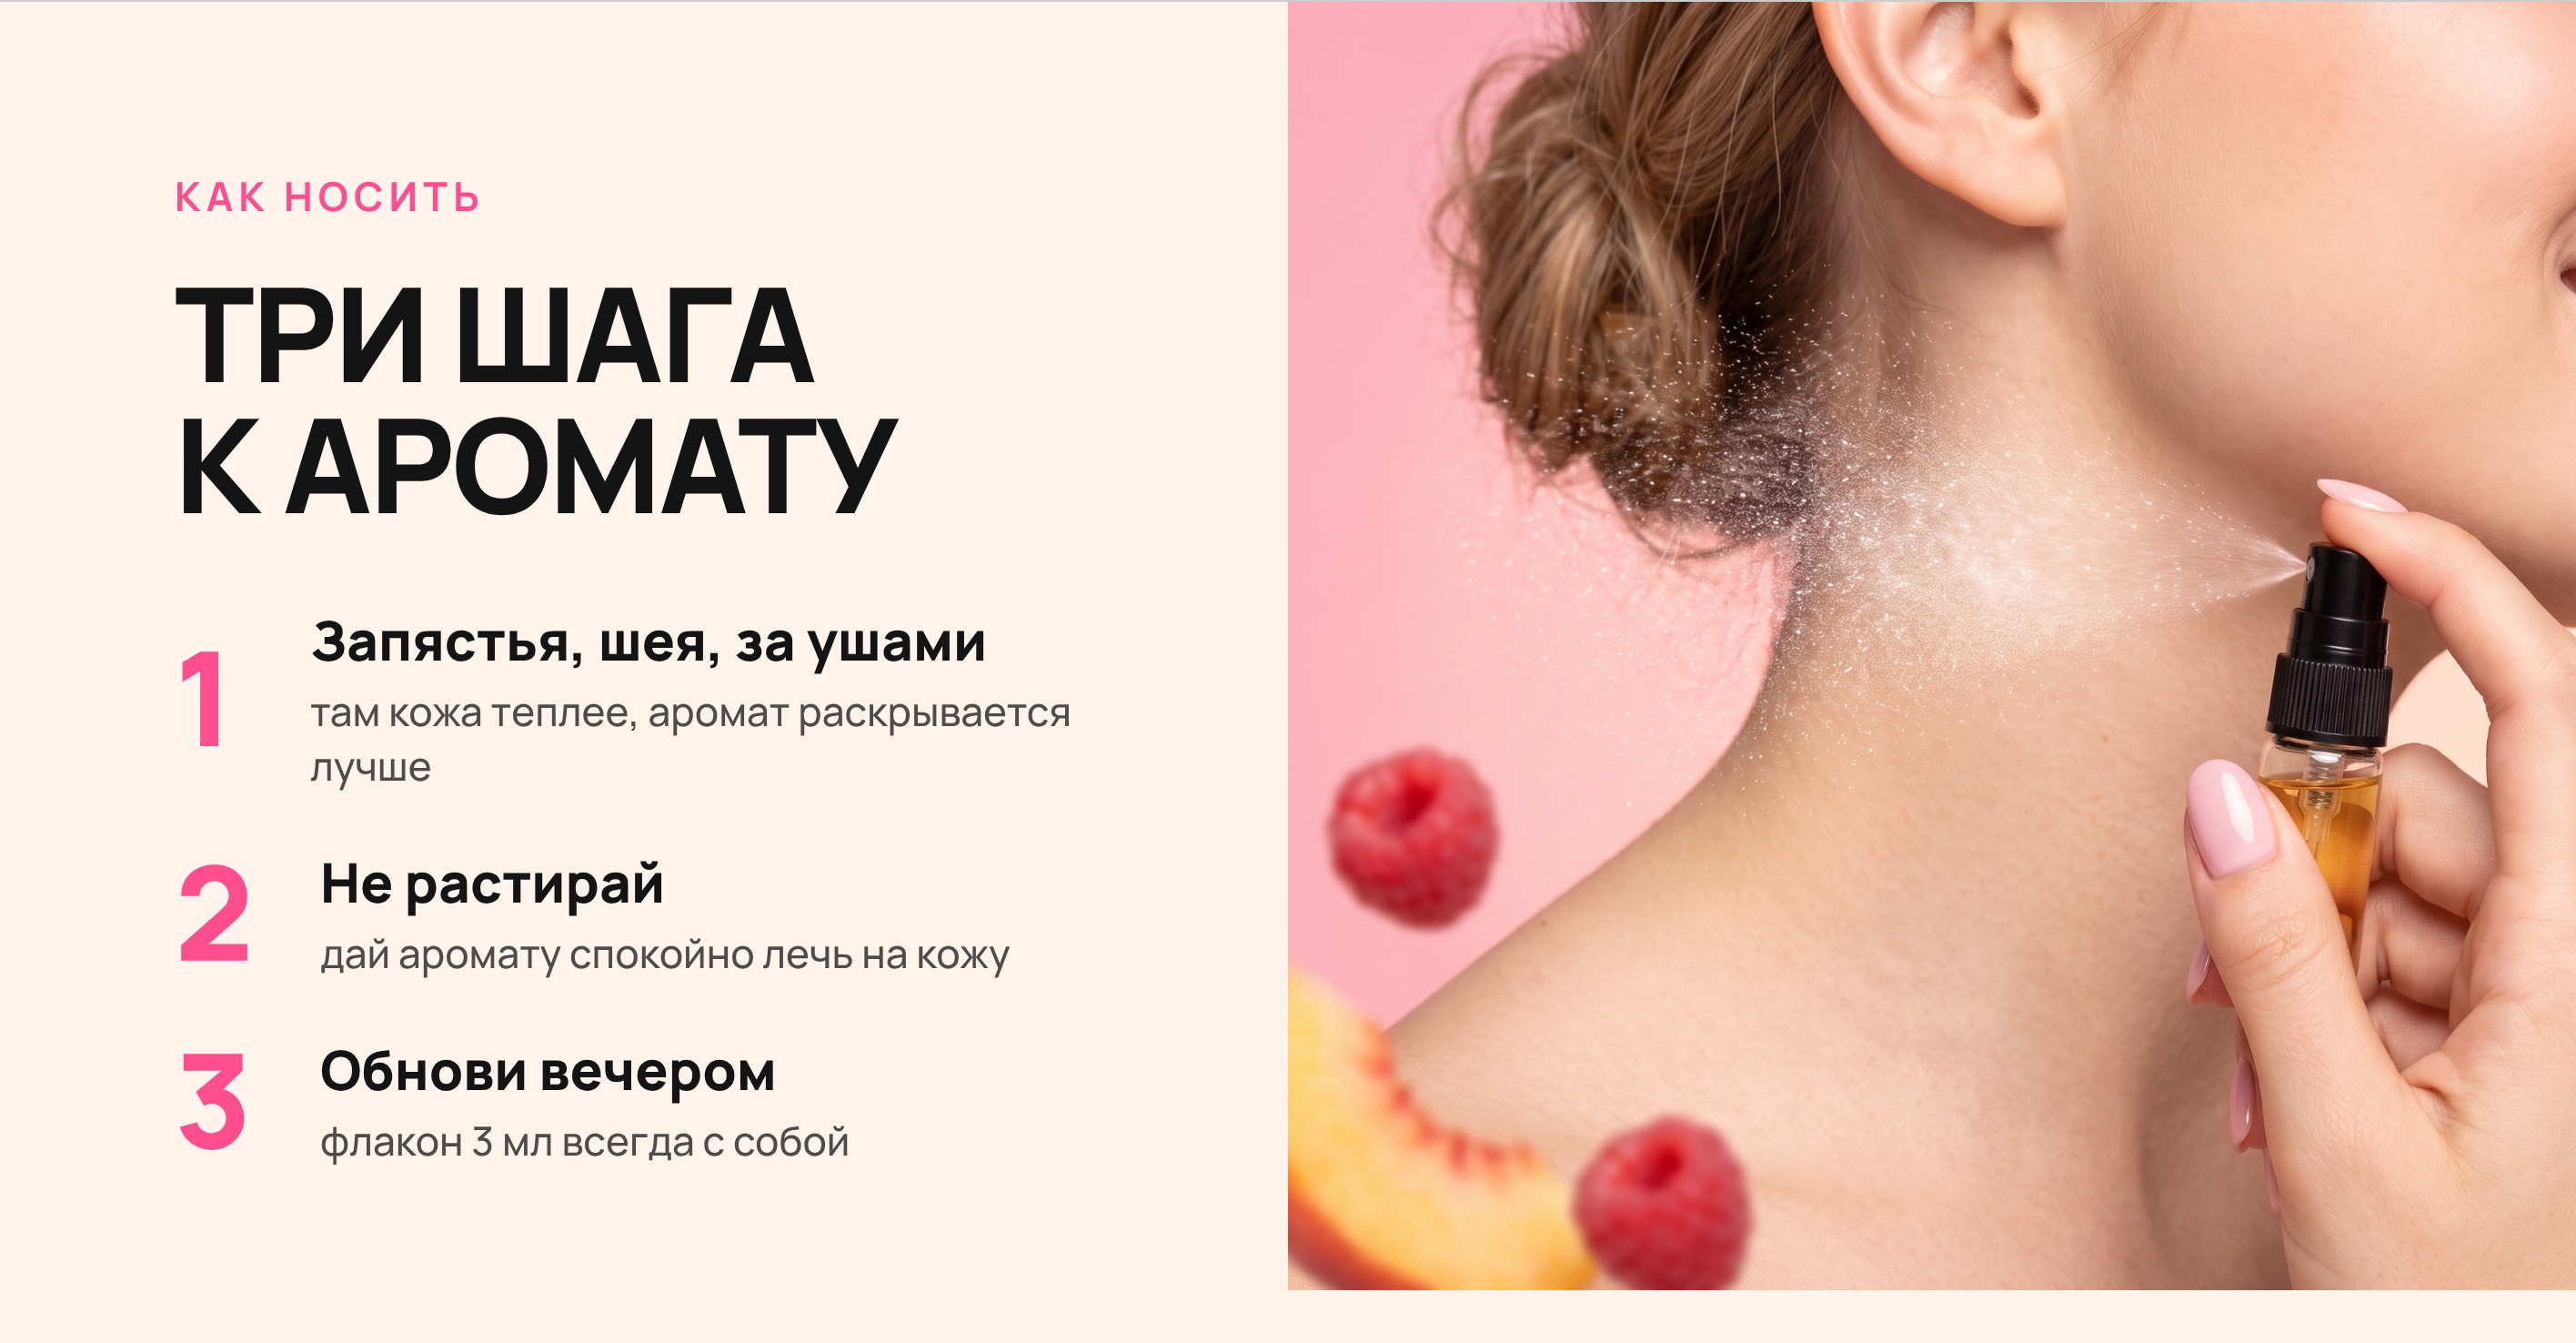 КАК НОСИТЬ
ТРИ ШАГА
К АРОМАТУ
1
Запястья, шея, за ушами
там кожа теплее, аромат раскрывается
лучше
2
Не растирай
дай аромату спокойно лечь на кожу
3
Обнови вечером
флакон 3 мл всегда с собой